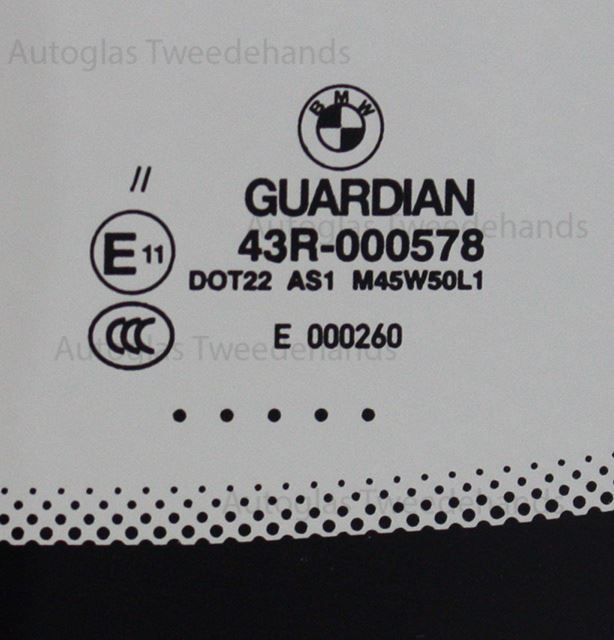 Autoglas Tweedehands
BMW
//
GUARDIAN
Autoglas Tweedehands
E 11
43R-000578
DOT22 AS1 M45W50L1
CCC
E 000260
Autoglas Tweedehands
Autoglas Tweedehands